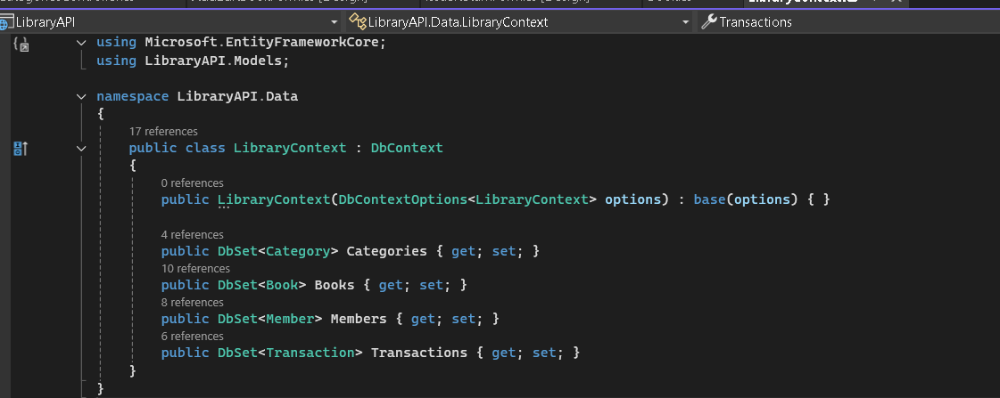 LibraryAPI
LibraryAPI.Data.LibraryContext
Transactions
using Microsoft.EntityFrameworkCore;
using LibraryAPI.Models;
namespace LibraryAPI.Data
{
17 references
public class LibraryContext : DbContext
{
0 references
public LibraryContext(DbContextOptions<LibraryContext> options) : base(options) { }
4 references
public DbSet<Category> Categories { get; set; }
10 references
public DbSet<Book> Books { get; set; }
8 references
public DbSet<Member> Members { get; set; }
6 references
public DbSet<Transaction> Transactions { get; set; }
}
}